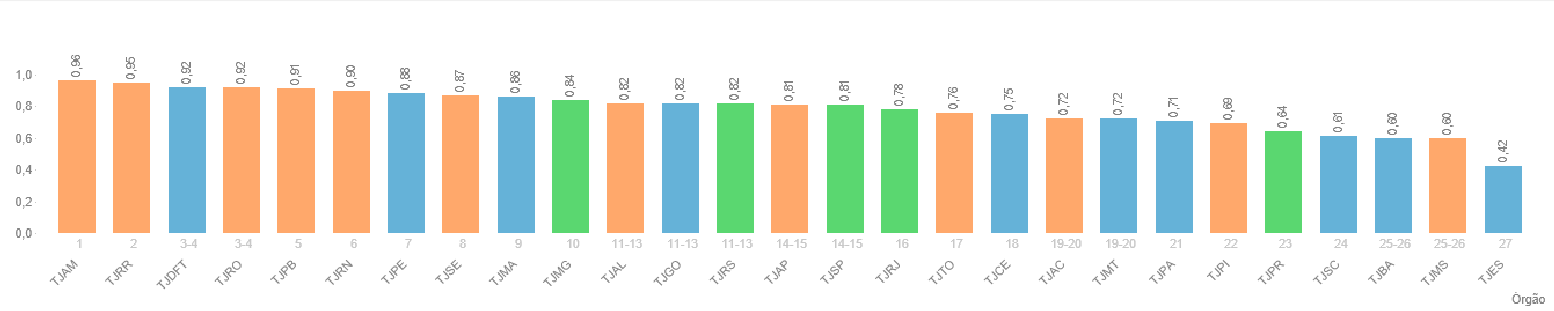 0,96 0,95 0,92 0,92 0,91 0,90 0,88 0,87 0,86 0,84 0,82 0,82 0,82 0,81 0,81 0,78 0,76 0,75 0,72 0,72 0,71 0,69 0,64 0,61 0,60 0,60 0,42
1,0
0,8
0,6
0,4
0,2
0,0
1 2 3-4 3-4 5 6 7 8 9 10 11-13 11-13 11-13 14-15 14-15 16 17 18 19-20 19-20 21 22 23 24 25-26 25-26 27
TJAM TJRR TJDFT TJRO TJPB TJRN TJPE TJSE TJMA TJMG TJAL TJGO TJRS TJAP TJSP TJRJ TJTO TJCE TJAC TJMT TJPA TJPI TJPR TJSC TJBA TJMS TJES
Órgão